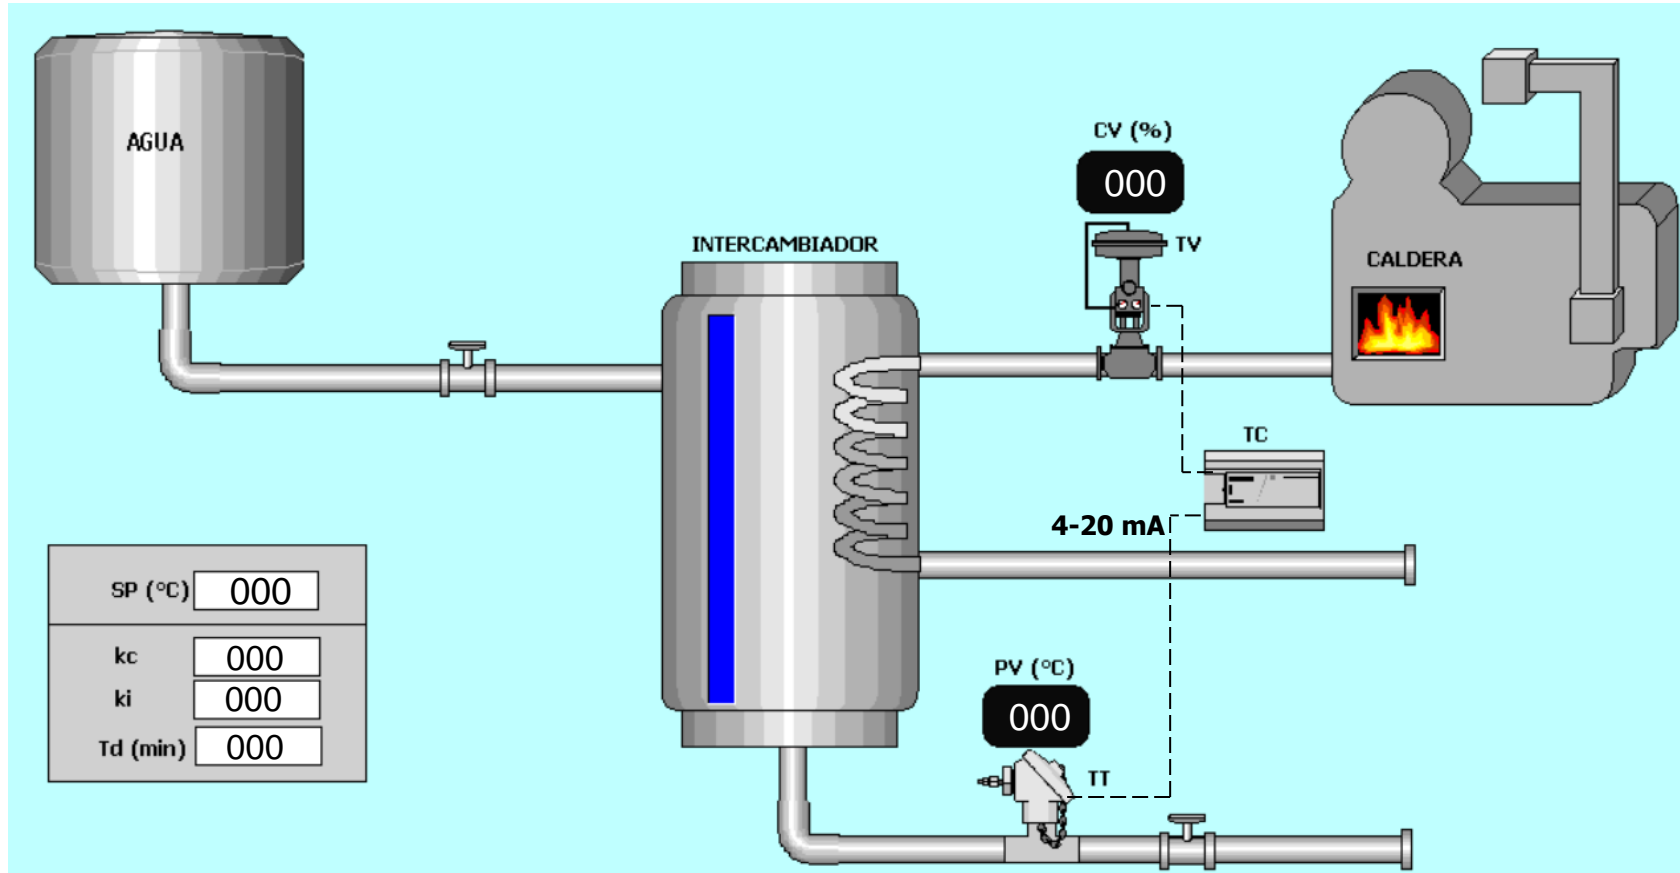 AGUA
CV (%)
000
TV
INTERCAMBIADOR
CALDERA
TC
4-20 mA
SP (°C) 000
kc 000
ki 000
Td (min) 000
PV (°C)
000
TT